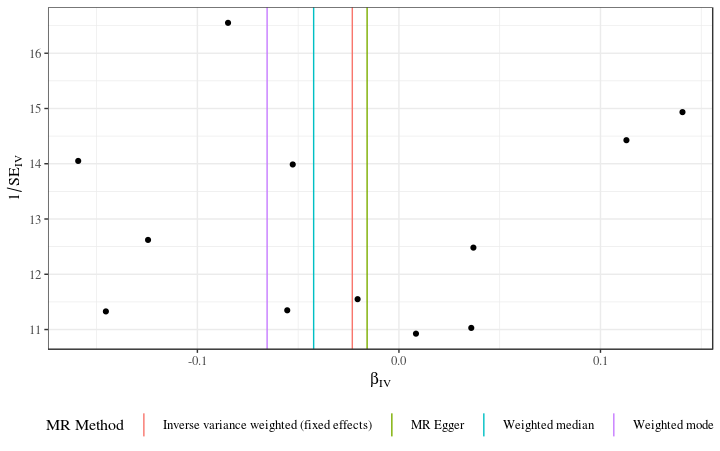 1/SE_IV
16
15
14
13
12
11
-0.1 0.0 0.1
β_IV
MR Method Inverse variance weighted (fixed effects) MR Egger Weighted median Weighted mode